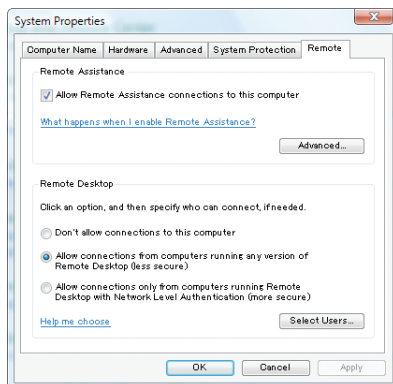 System Properties
Computer Name Hardware Advanced System Protection Remote
Remote Assistance
Allow Remote Assistance connections to this computer
What happens when I enable Remote Assistance?
Advanced...
Remote Desktop
Click an option, and then specify who can connect, if needed.
Don't allow connections to this computer
Allow connections from computers running any version of
Remote Desktop (less secure)
Allow connections only from computers running Remote
Desktop with Network Level Authentication (more secure)
Help me choose
Select Users...
OK Cancel Apply